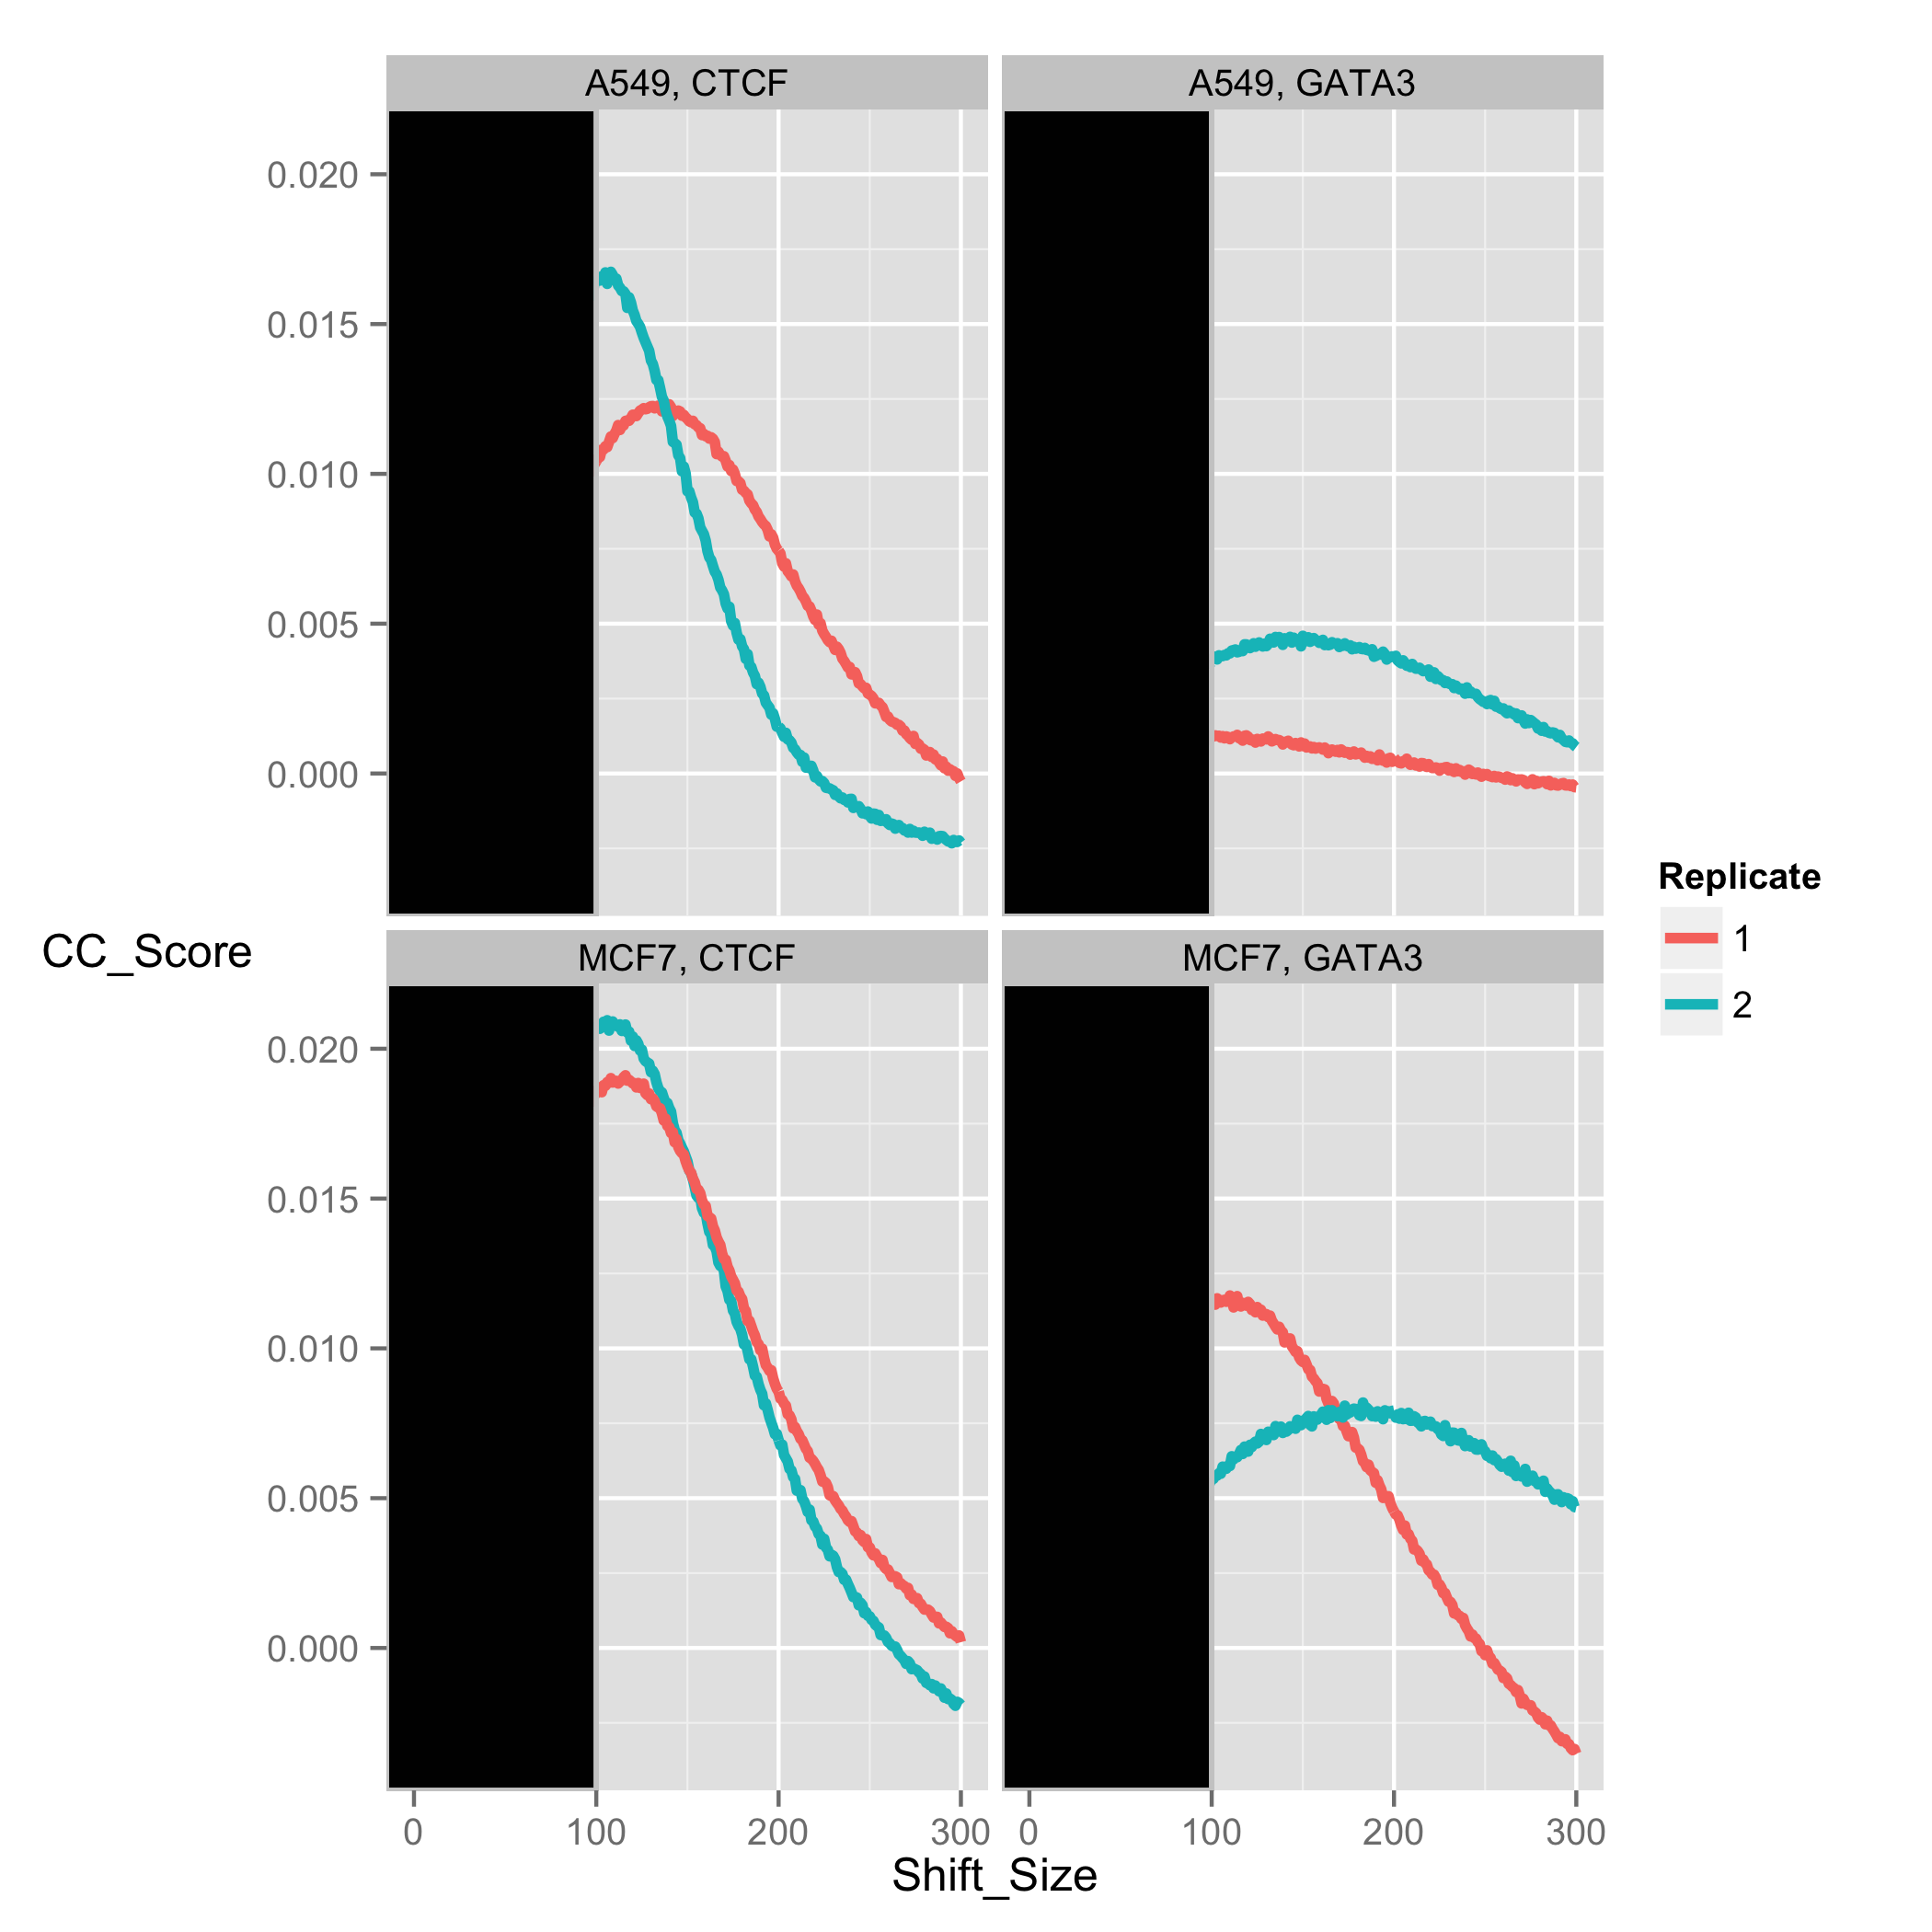 A549, CTCF
A549, GATA3
0.020
0.015
0.010
0.005
0.000
CC_Score
MCF7, CTCF
MCF7, GATA3
0.020
0.015
0.010
0.005
0.000
Replicate
1
2
0 100 200 300 0 100 200 300
Shift_Size